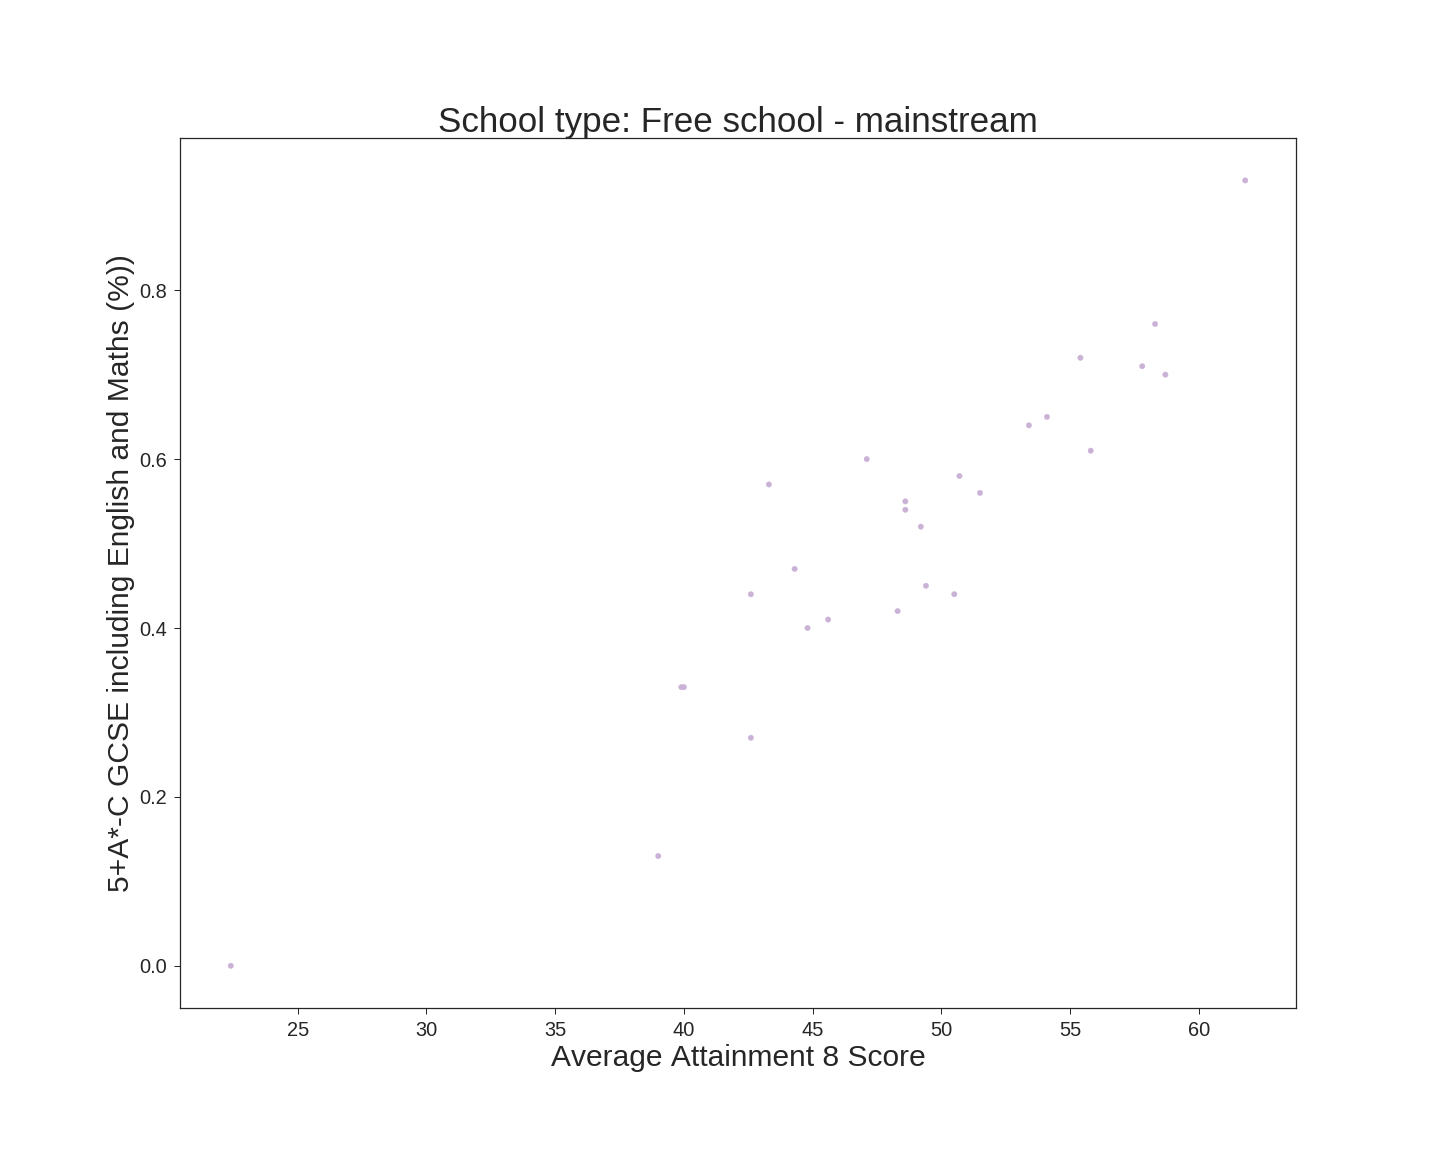 School type: Free school - mainstream
5+A*-C GCSE including English and Maths (%))
0.8
0.6
0.4
0.2
0.0
25 30 35 40 45 50 55 60
Average Attainment 8 Score